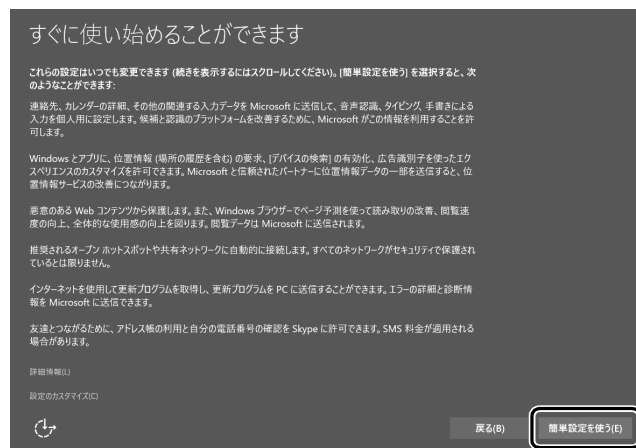 すぐに使い始めることができます
これらの設定はいつでも変更できます (続きを表示するにはスクロールしてください)。[簡単設定を使う] を選択すると、次
のようなことができます:
連絡先、カレンダーの詳細、その他の関連する入力データを Microsoft に送信して、音声認識、タイピング、手書きによる
入力を個人用に設定します。候補と認識のプラットフォームを改善するために、Microsoft がこの情報を利用することを許
可します。
Windows とアプリに、位置情報 (場所の履歴を含む) の要求、[デバイスの検索] の有効化、広告識別子を使ったエク
スペリエンスのカスタマイズを許可できます。Microsoft と信頼されたパートナーに位置情報データの一部を送信すると、位
置情報サービスの改善につながります。
悪意のある Web コンテンツから保護します。また、Windows ブラウザーでページ予測を使って読み取りの改善、閲覧速
度の向上、全体的な使用感の向上を図ります。閲覧データは Microsoft に送信されます。
推奨されるオープン ホットスポットや共有ネットワークに自動的に接続します。すべてのネットワークがセキュリティで保護され
ているとは限りません。
インターネットを使用して更新プログラムを取得し、更新プログラムを PC に送信することができます。エラーの詳細と診断情
報を Microsoft に送信できます。
友達とつながるために、アドレス帳の利用と自分の電話番号の確認を Skype に許可できます。SMS 料金が適用される
場合があります。
詳細情報(L)
設定のカスタマイズ(C)
戻る(B)
簡単設定を使う(E)